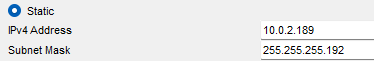 Static
IPv4 Address 10.0.2.189
Subnet Mask 255.255.255.192